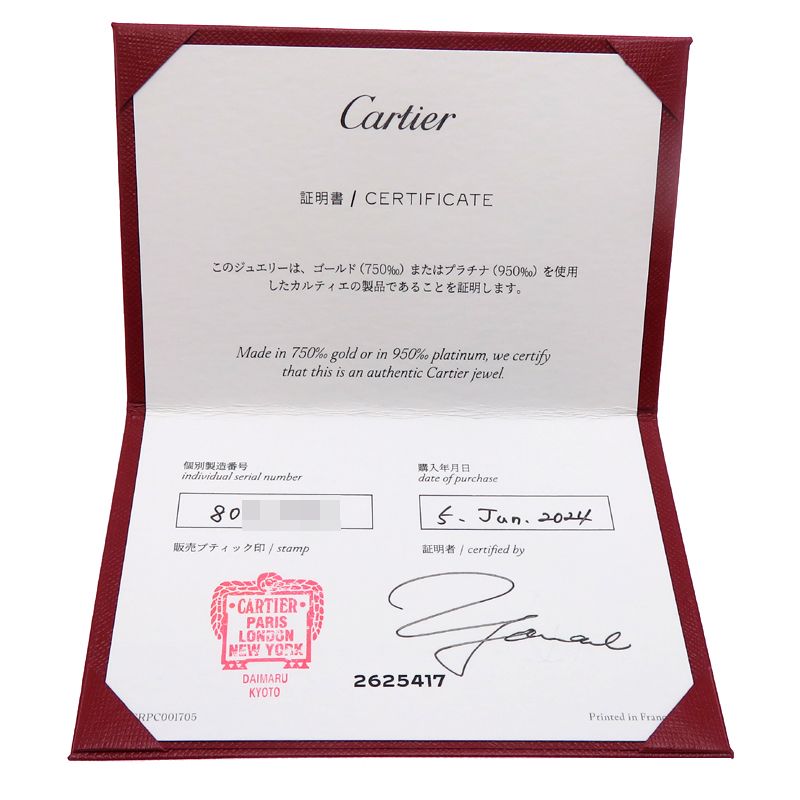 Cartier
証明書 / CERTIFICATE
このジュエリーは、ゴールド（750‰）またはプラチナ（950‰）を使用
したカルティエの製品であることを証明します。
Made in 750‰ gold or in 950‰ platinum, we certify
that this is an authentic Cartier jewel.
個別製造番号
individual serial number
80
購入年月日
date of purchase
5. Jun. 2024
販売ブティック印 / stamp
証明者 / certified by
CARTIER
PARIS
LONDON
NEW YORK
DAIMARU
KYOTO
2625417
RPC001705
Printed in Franc